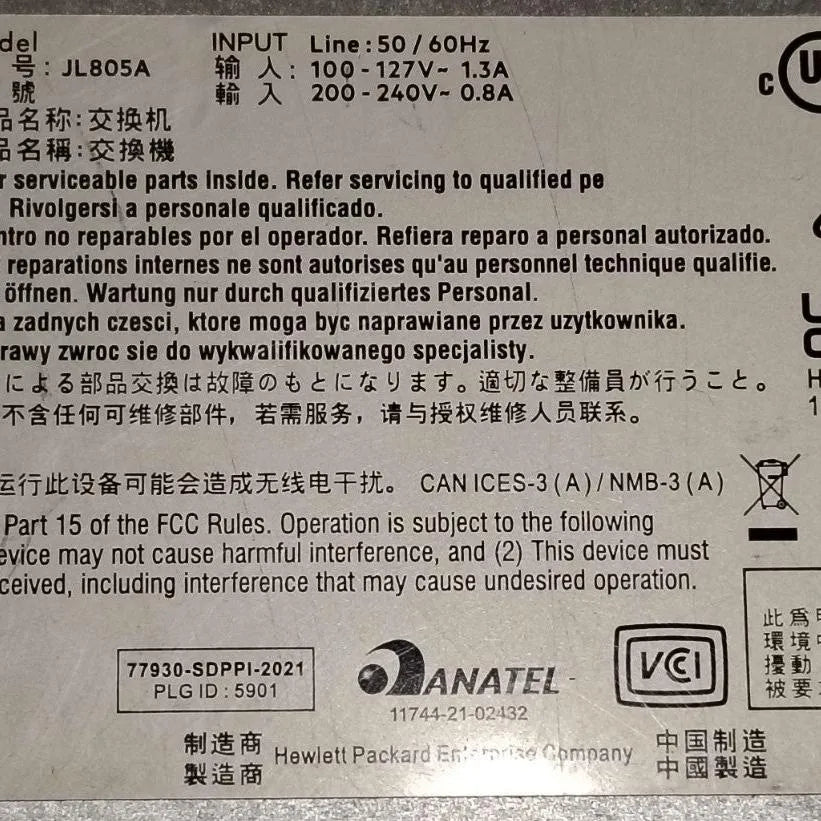 del INPUT Line: 50 / 60Hz
号: JL805A 输 入: 100 - 127V~ 1.3A
號 輸 入 200 - 240V~ 0.8A
品名称: 交换机
品名稱: 交換機
c U
r serviceable parts inside. Refer servicing to qualified pe
Rivolgersi a personale qualificado.
ntro no reparables por el operador. Refiera reparo a personal autorizado.
reparations internes ne sont autorises qu'au personnel technique qualifie.
öffnen. Wartung nur durch qualifiziertes Personal.
a zadnych czesci, ktore moga byc naprawiane przez uzytkownika.
rawy zwroc sie do wykwalifikowanego specjalisty.
による部品交換は故障のもとになります。適切な整備員が行うこと。
不含任何可维修部件，若需服务，请与授权维修人员联系。
运行此设备可能会造成无线电干扰。 CAN ICES-3 (A) / NMB-3 (A)
Part 15 of the FCC Rules. Operation is subject to the following
evice may not cause harmful interference, and (2) This device must
ceived, including interference that may cause undesired operation.
77930-SDPPI-2021
PLG ID : 5901
ANATEL
11744-21-02432
VCI
此為
環境中
擾動
被要
制造商 Hewlett Packard Enterprise Company 中国制造
製造商 中國製造